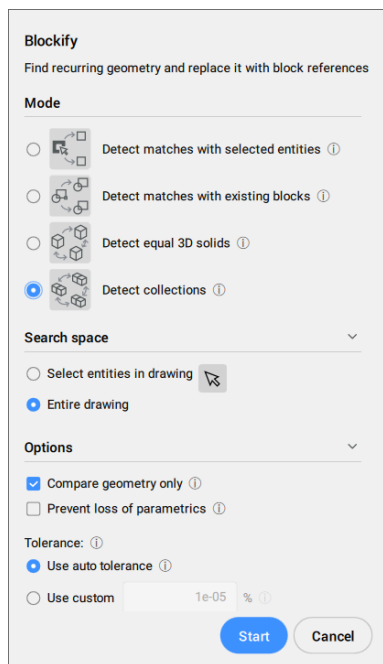 Blockify
Find recurring geometry and replace it with block references
Mode
Detect matches with selected entities
Detect matches with existing blocks
Detect equal 3D solids
Detect collections
Search space
Select entities in drawing
Entire drawing
Options
Compare geometry only
Prevent loss of parametrics
Tolerance:
Use auto tolerance
Use custom 1e-05 %
Start Cancel